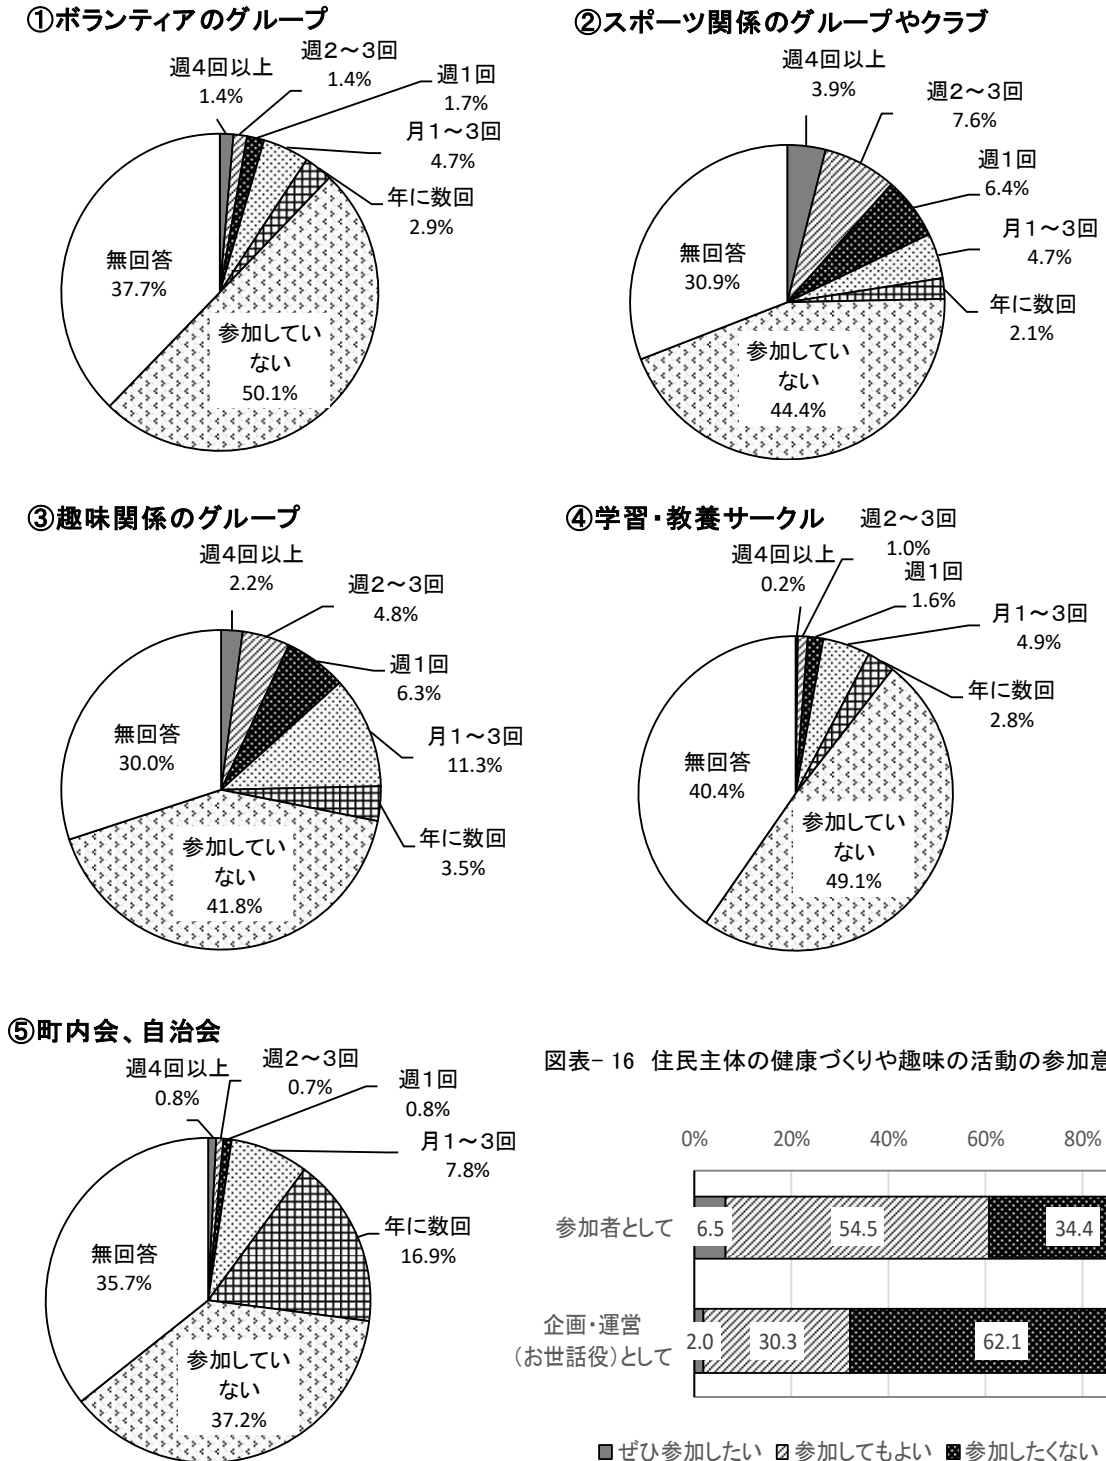 ①ボランティアのグループ
週4回以上
1.4%
週2～3回
1.4%
週1回
1.7%
月1～3回
4.7%
年に数回
2.9%
無回答
37.7%
参加してい
ない
50.1%
②スポーツ関係のグループやクラブ
週4回以上
3.9%
週2～3回
7.6%
週1回
6.4%
月1～3回
4.7%
年に数回
2.1%
無回答
30.9%
参加してい
ない
44.4%
③趣味関係のグループ
週4回以上
2.2%
週2～3回
4.8%
週1回
6.3%
月1～3回
11.3%
年に数回
3.5%
無回答
30.0%
参加してい
ない
41.8%
④学習・教養サークル
週4回以上
0.2%
週2～3回
1.0%
週1回
1.6%
月1～3回
4.9%
年に数回
2.8%
無回答
40.4%
参加してい
ない
49.1%
⑤町内会、自治会
週4回以上
0.8%
週2～3回
0.7%
週1回
0.8%
月1～3回
7.8%
年に数回
16.9%
無回答
35.7%
参加してい
ない
37.2%
図表-16 住民主体の健康づくりや趣味の活動の参加意
0% 20% 40% 60% 80%
参加者として 6.5 54.5 34.4
企画・運営
(お世話役)として 2.0 30.3 62.1
ぜひ参加したい 参加してもよい 参加したくない